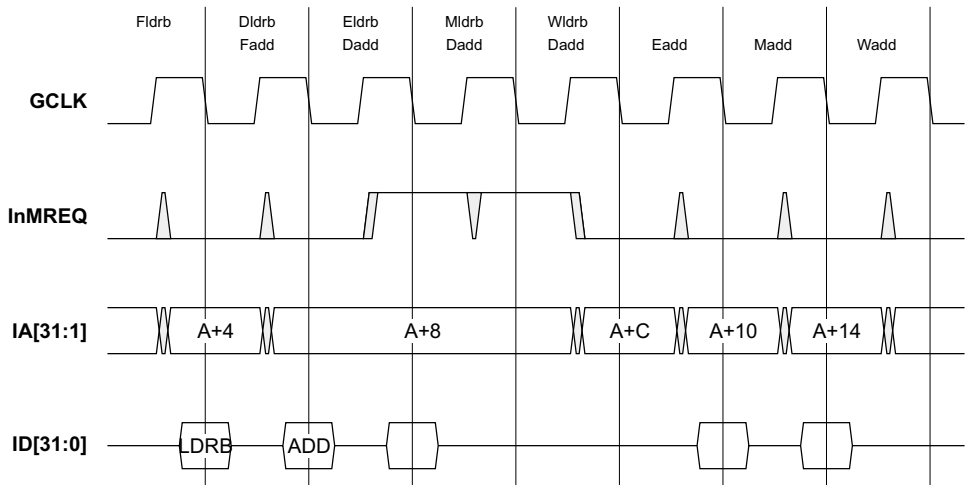 Fldrb Dldrb Eldrb Mldrb Wldrb
Fadd Dadd Dadd Dadd Eadd Madd Wadd
GCLK
InMREQ
IA[31:1] A+4 A+8 A+C A+10 A+14
ID[31:0] LDRB ADD